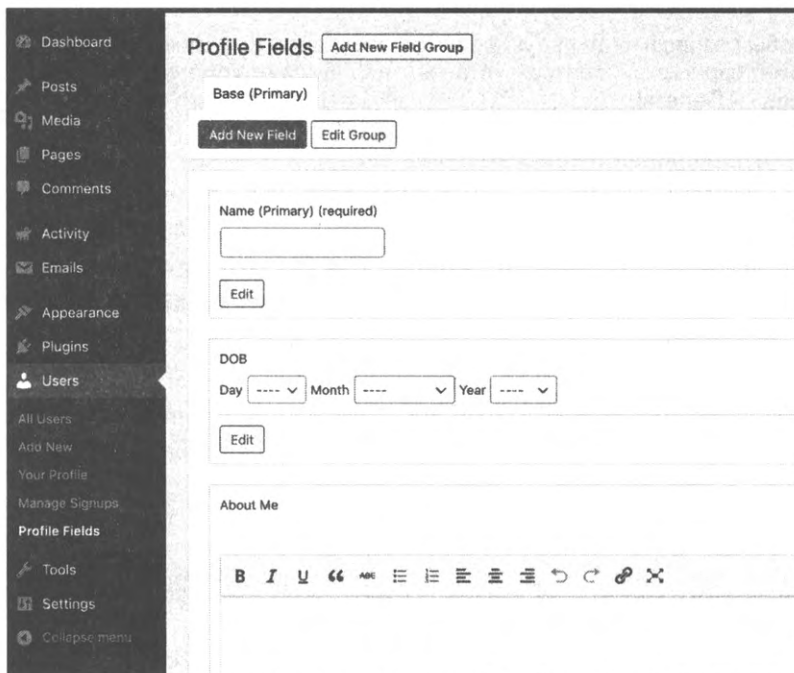 Dashboard
Posts
Media
Pages
Comments
Activity
Emails
Appearance
Plugins
Users
All Users
Add New
Your Profile
Manage Signups
Profile Fields
Tools
Settings
Collapse menu
Profile Fields Add New Field Group
Base (Primary)
Add New Field Edit Group
Name (Primary) (required)
Edit
DOB
Day ---- Month ---- Year ----
Edit
About Me
B I U ABC